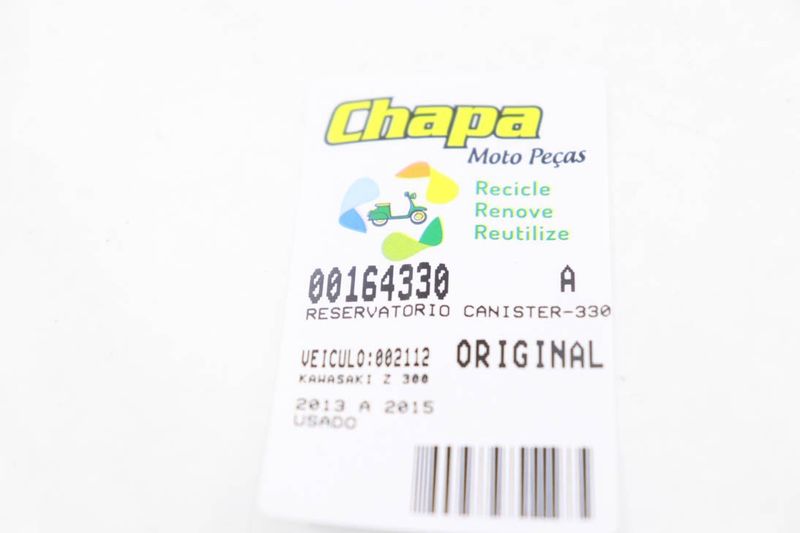 Chapa
Moto Peças
Recicle
Renove
Reutilize
00164330 A
RESERVATORIO CANISTER-330
VEICULO:002112 ORIGINAL
KAWASAKI Z 300
2013 A 2015
USADO